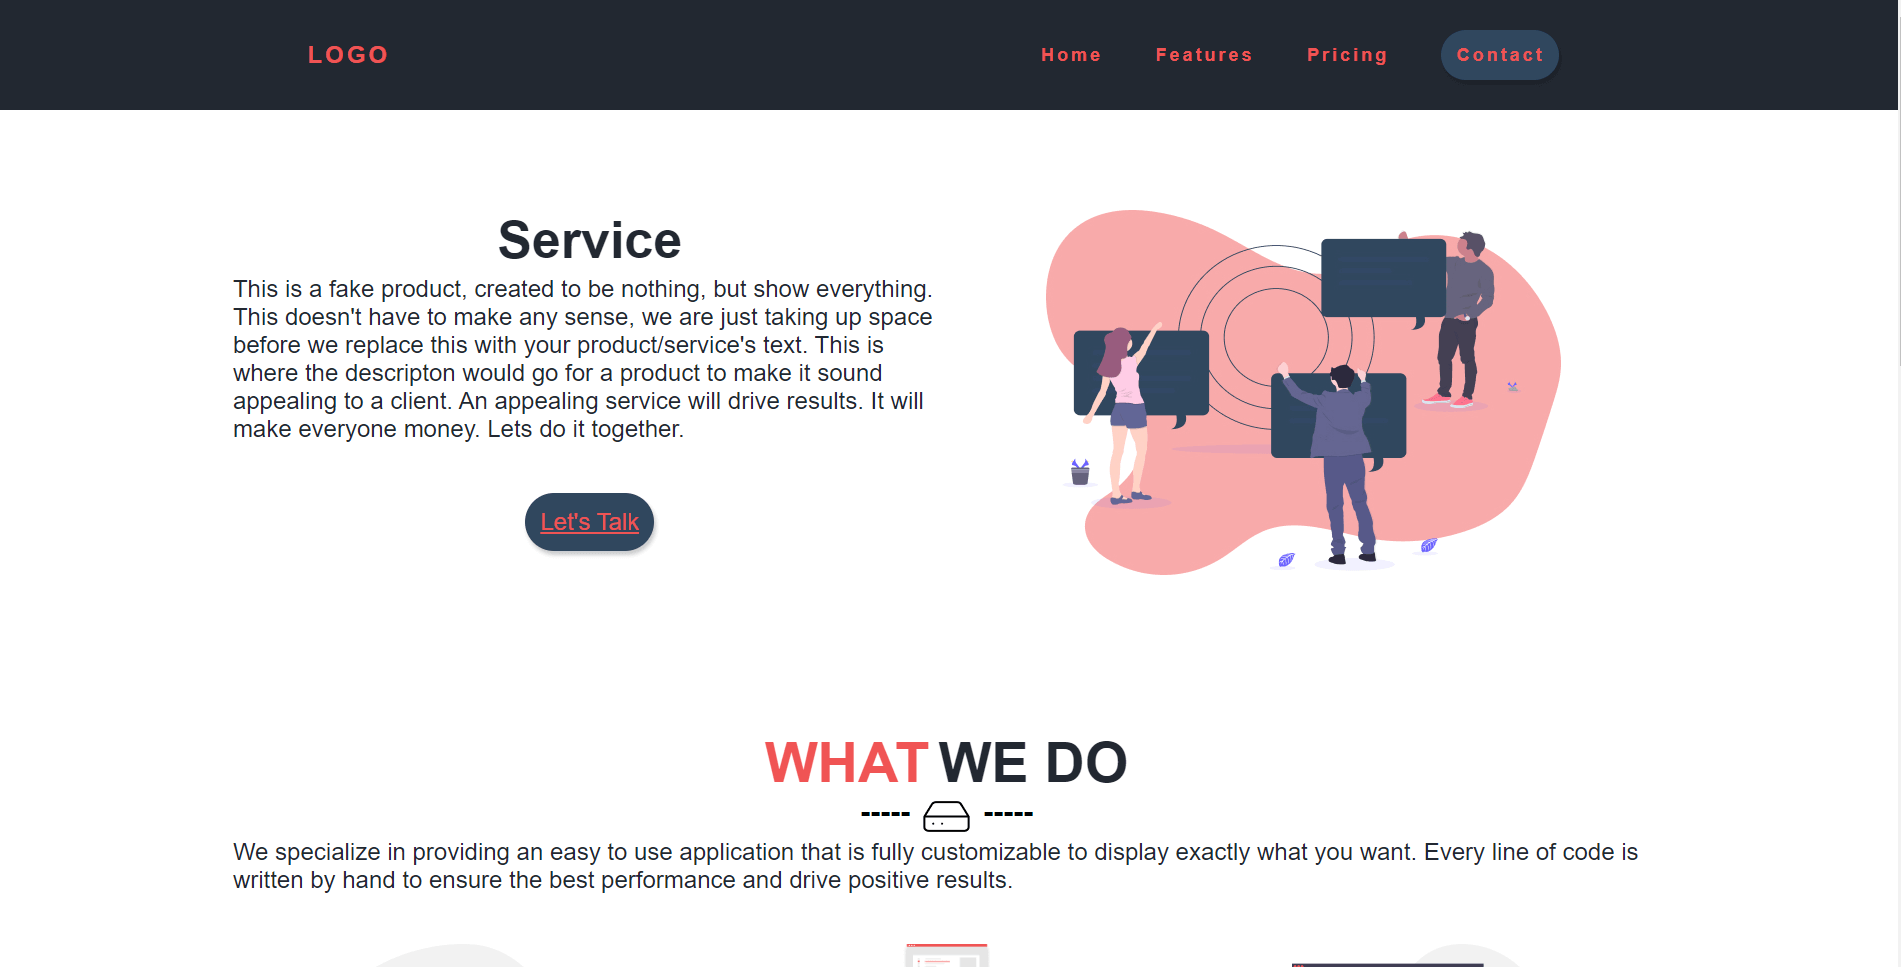 LOGO Home Features Pricing Contact
Service
This is a fake product, created to be nothing, but show everything.
This doesn't have to make any sense, we are just taking up space
before we replace this with your product/service's text. This is
where the descripton would go for a product to make it sound
appealing to a client. An appealing service will drive results. It will
make everyone money. Lets do it together.
Let's Talk
WHAT WE DO
----- -----
We specialize in providing an easy to use application that is fully customizable to display exactly what you want. Every line of code is
written by hand to ensure the best performance and drive positive results.